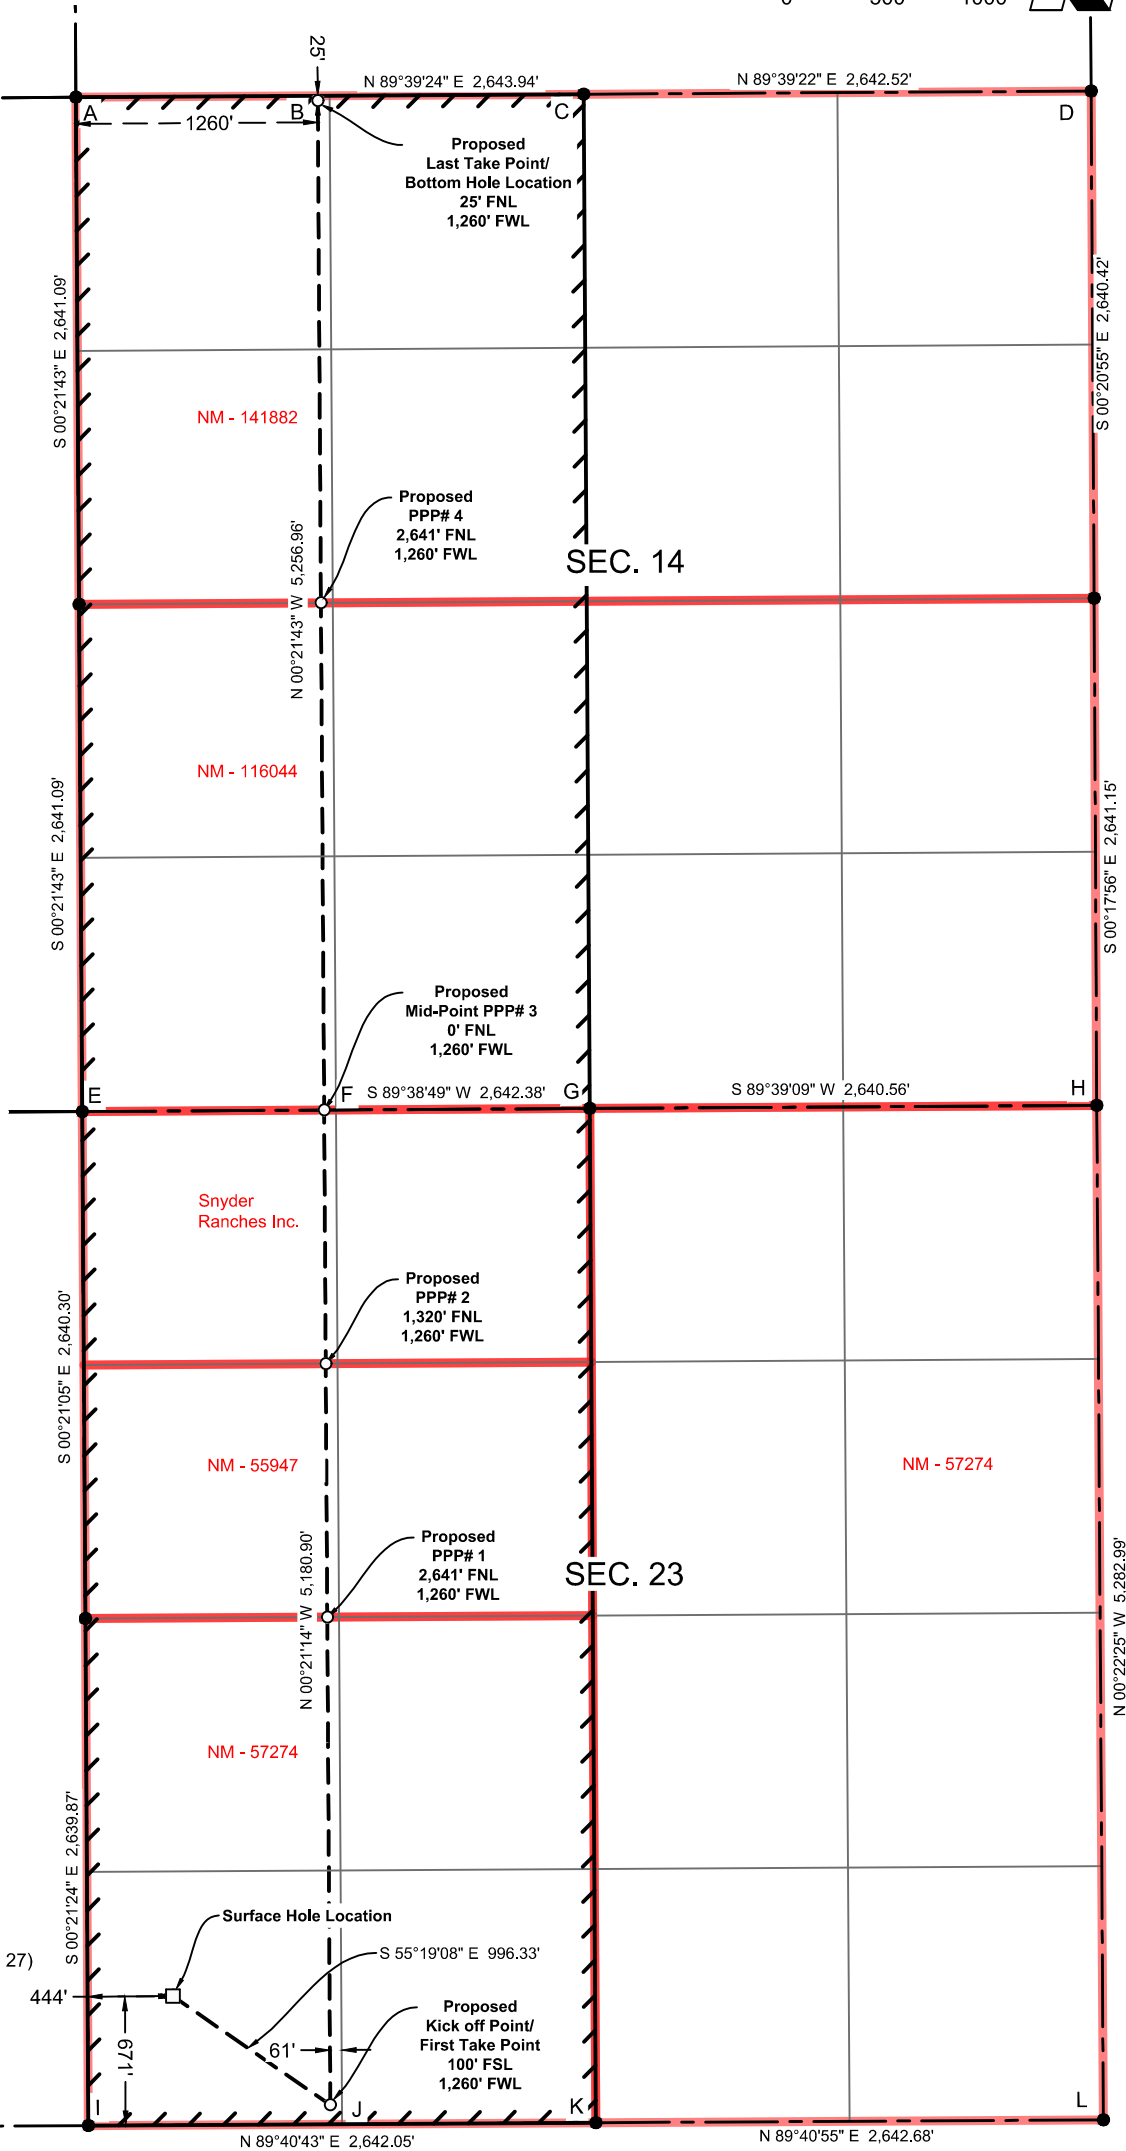 25'
N 89°39'24" E 2,643.94'
N 89°39'22" E 2,642.52'
A
B
C
D
1260'
Proposed
Last Take Point/
Bottom Hole Location
25' FNL
1,260' FWL
S 00°21'43" E 2,641.09'
S 00°20'55" E 2,640.42'
NM - 141882
Proposed
PPP# 4
2,641' FNL
1,260' FWL
SEC. 14
N 00°21'43" W 5,256.96'
NM - 116044
S 00°21'43" E 2,641.09'
S 00°17'56" E 2,641.15'
Proposed
Mid-Point PPP# 3
0' FNL
1,260' FWL
E
F
S 89°38'49" W 2,642.38'
G
S 89°39'09" W 2,640.56'
H
Snyder
Ranches Inc.
Proposed
PPP# 2
1,320' FNL
1,260' FWL
S 00°21'05" E 2,640.30'
NM - 55947
NM - 57274
Proposed
PPP# 1
2,641' FNL
1,260' FWL
SEC. 23
N 00°21'14" W 5,180.90'
N 00°22'25" W 5,282.99'
NM - 57274
S 00°21'24" E 2,639.87'
Surface Hole Location
S 55°19'08" E 996.33'
27)
444'
671'
61'
Proposed
Kick off Point/
First Take Point
100' FSL
1,260' FWL
I
J
K
L
N 89°40'43" E 2,642.05'
N 89°40'55" E 2,642.68'